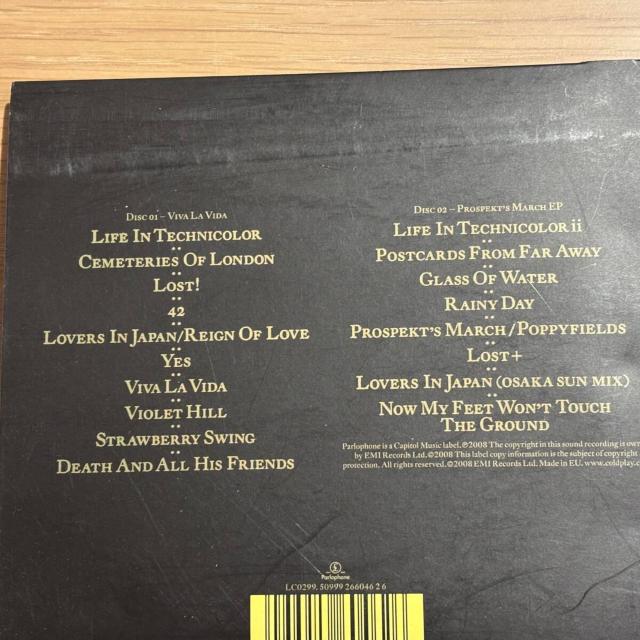 Disc 01 – Viva La Vida
Life In Technicolor
Cemeteries Of London
Lost!
42
Lovers In Japan/Reign Of Love
Yes
Viva La Vida
Violet Hill
Strawberry Swing
Death And All His Friends
Disc 02 – Prospekt's March EP
Life In Technicolor ii
Postcards From Far Away
Glass Of Water
Rainy Day
Prospekt's March/Poppyfields
Lost+
Lovers In Japan (Osaka Sun Mix)
Now My Feet Won't Touch
The Ground
Parlophone is a Capitol Music label. ℗2008 The copyright in this sound recording is
by EMI Records Ltd. ©2008 This label copy information is the subject of copyright
protection. All rights reserved. ©2008 EMI Records Ltd. Made in EU. www.coldplay.
Parlophone
LC0299. 50999 266046 2 6